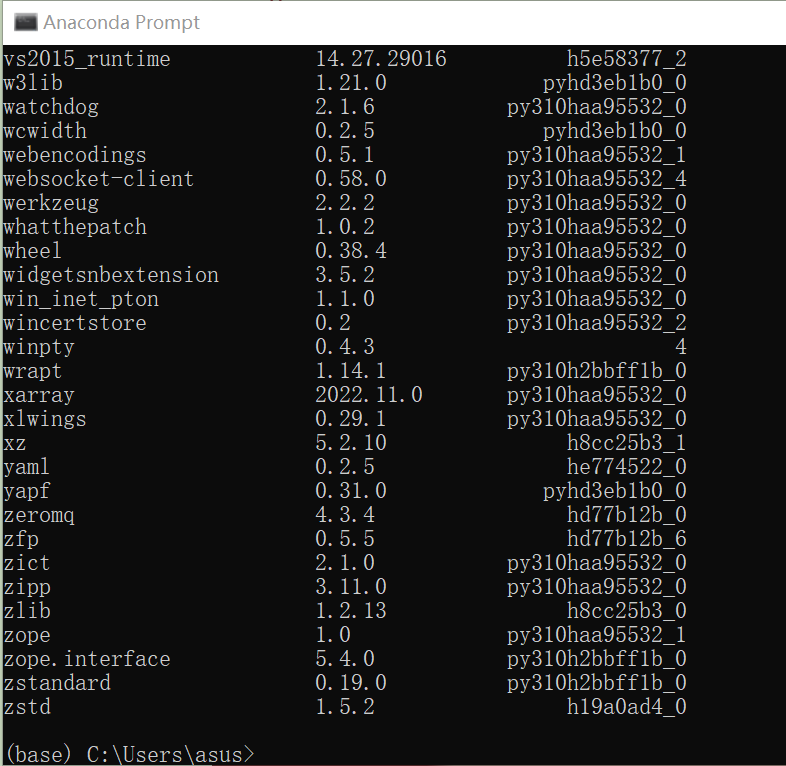 Anaconda Prompt
vs2015_runtime 14.27.29016 h5e58377_2
w3lib 1.21.0 pyhd3eb1b0_0
watchdog 2.1.6 py310haa95532_0
wcwidth 0.2.5 pyhd3eb1b0_0
webencodings 0.5.1 py310haa95532_1
websocket-client 0.58.0 py310haa95532_4
werkzeug 2.2.2 py310haa95532_0
whatthepatch 1.0.2 py310haa95532_0
wheel 0.38.4 py310haa95532_0
widgetsnbextension 3.5.2 py310haa95532_0
win_inet_pton 1.1.0 py310haa95532_0
wincertstore 0.2 py310haa95532_2
winpty 0.4.3 4
wrapt 1.14.1 py310h2bbff1b_0
xarray 2022.11.0 py310haa95532_0
xlwings 0.29.1 py310haa95532_0
xz 5.2.10 h8cc25b3_1
yaml 0.2.5 he774522_0
yapf 0.31.0 pyhd3eb1b0_0
zeromq 4.3.4 hd77b12b_0
zfp 0.5.5 hd77b12b_6
zict 2.1.0 py310haa95532_0
zipp 3.11.0 py310haa95532_0
zlib 1.2.13 h8cc25b3_0
zope 1.0 py310haa95532_1
zope.interface 5.4.0 py310h2bbff1b_0
zstandard 0.19.0 py310h2bbff1b_0
zstd 1.5.2 h19a0ad4_0
(base) C:\Users\asus>